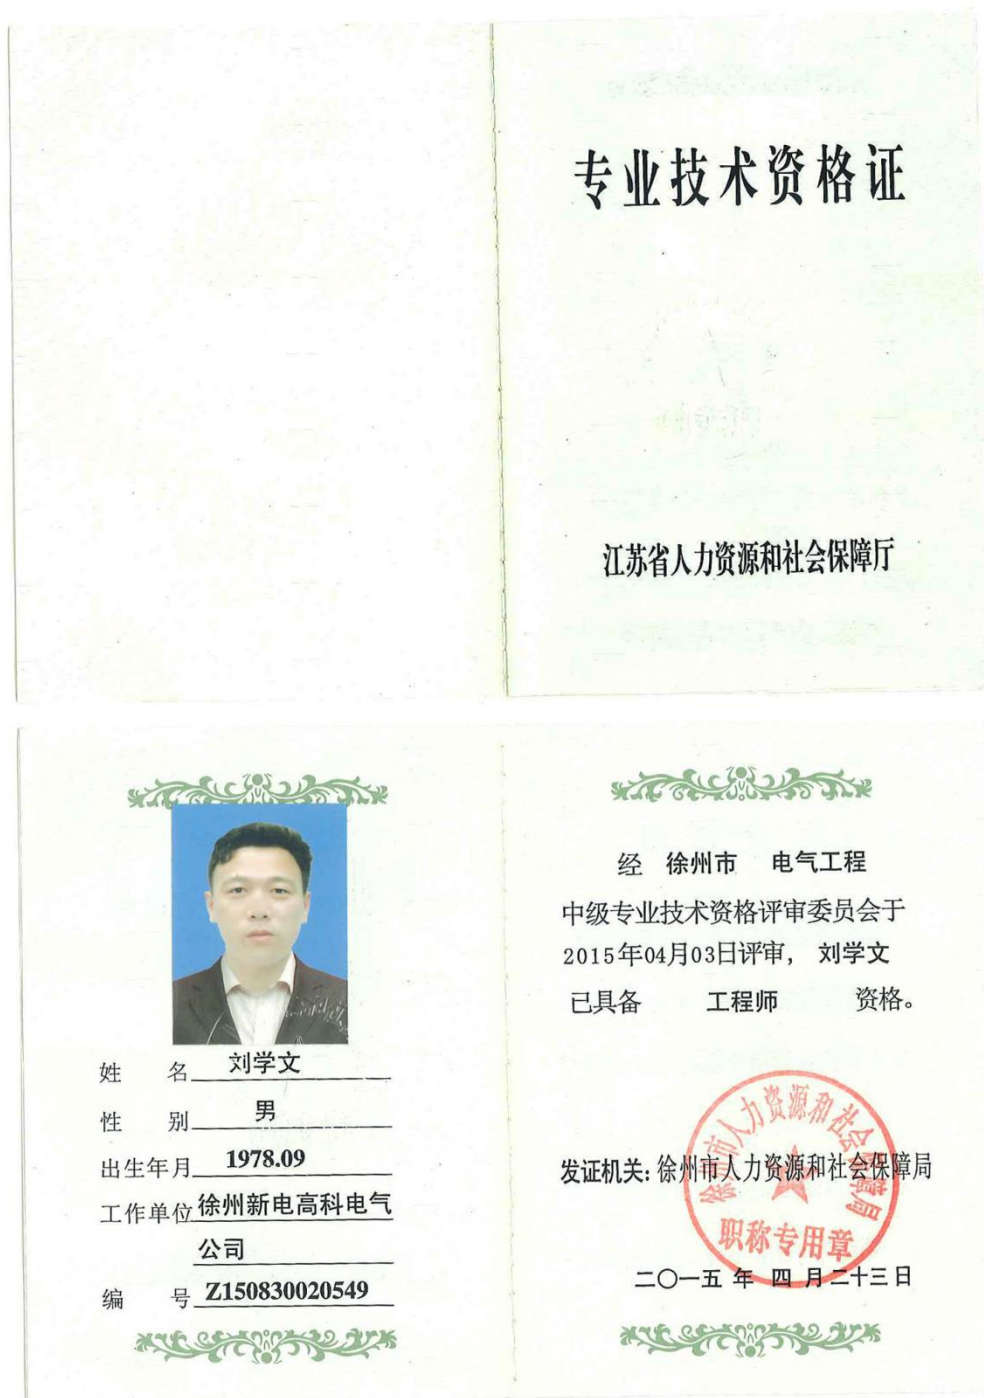 专业技术资格证
江苏省人力资源和社会保障厅
姓名 刘学文
性别 男
出生年月 1978.09
工作单位 徐州新电高科电气
公司
编号 Z150830020549
经 徐州市 电气工程
中级专业技术资格评审委员会于
2015年04月03日评审，刘学文
已具备 工程师 资格。
徐州市人力资源和社会保障局
发证机关：徐州市人力资源和社会保障局
职称专用章
二〇一五年四月二十三日